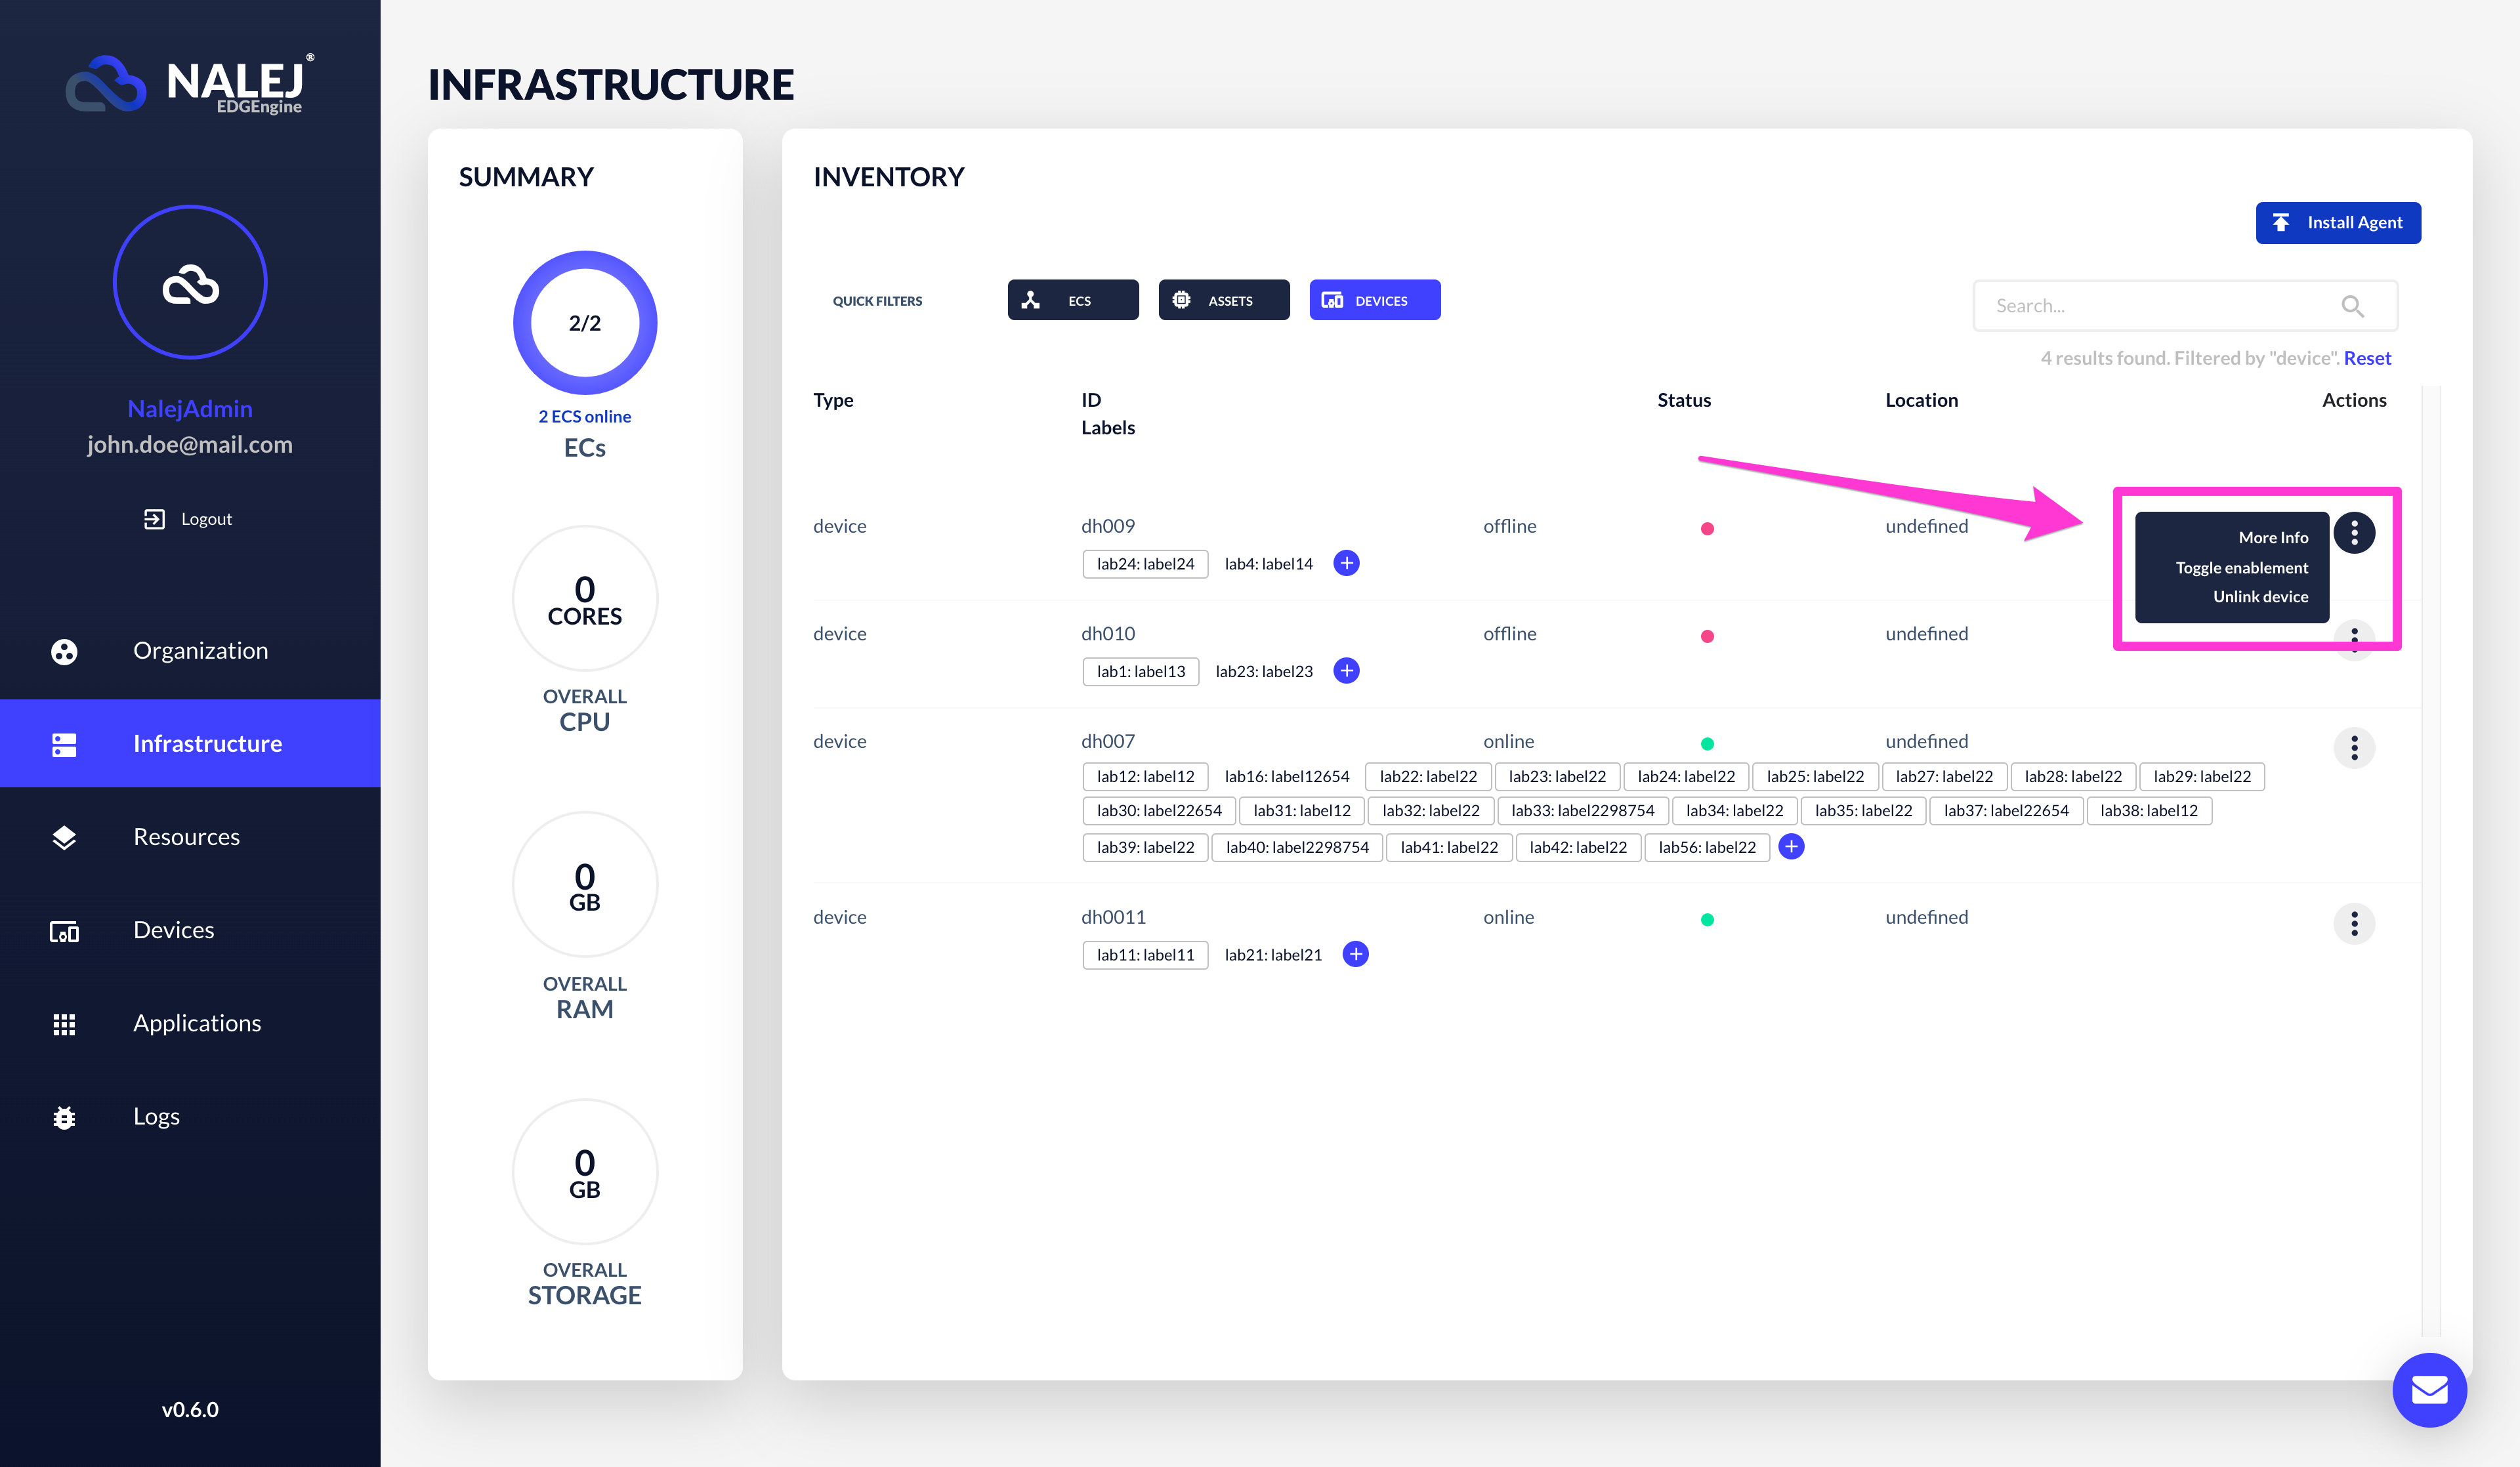 NALEJ®
EDGEngine
NalejAdmin
john.doe@mail.com
Logout
Organization
Infrastructure
Resources
Devices
Applications
Logs
v0.6.0
INFRASTRUCTURE
SUMMARY
2/2
2 ECS online
ECs
0
CORES
OVERALL
CPU
0
GB
OVERALL
RAM
0
GB
OVERALL
STORAGE
INVENTORY
Install Agent
QUICK FILTERS ECS ASSETS DEVICES
Search...
4 results found. Filtered by "device". Reset
Type ID Status Location Actions
Labels
device dh009 offline undefined
lab24: label24 lab4: label14
More Info
Toggle enablement
Unlink device
device dh010 offline undefined
lab1: label13 lab23: label23
device dh007 online undefined
lab12: label12 lab16: label12654 lab22: label22 lab23: label22 lab24: label22 lab25: label22 lab27: label22 lab28: label22 lab29: label22
lab30: label22654 lab31: label12 lab32: label22 lab33: label2298754 lab34: label22 lab35: label22 lab37: label22654 lab38: label12
lab39: label22 lab40: label2298754 lab41: label22 lab42: label22 lab56: label22
device dh0011 online undefined
lab11: label11 lab21: label21